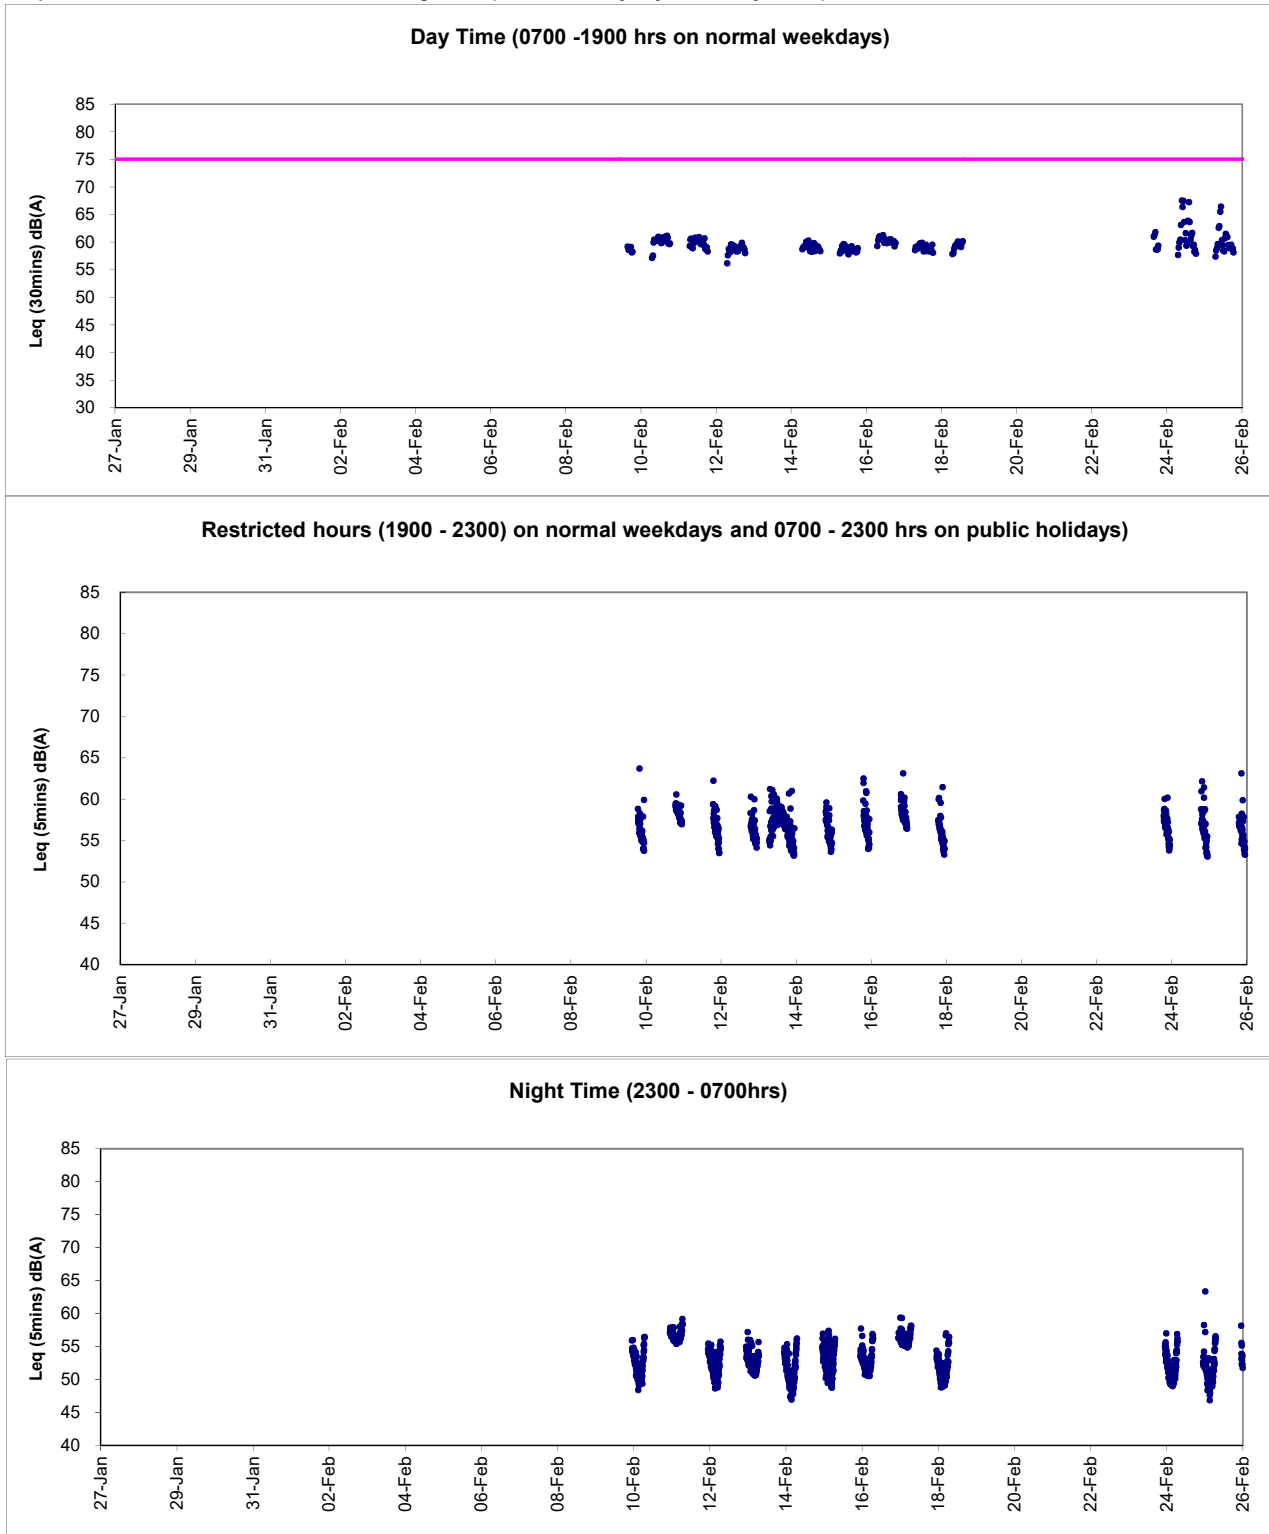 Day Time (0700 -1900 hrs on normal weekdays)
Leq (30mins) dB(A)
85
80
75
70
65
60
55
50
45
40
35
30
27-Jan
29-Jan
31-Jan
02-Feb
04-Feb
06-Feb
08-Feb
10-Feb
12-Feb
14-Feb
16-Feb
18-Feb
20-Feb
22-Feb
24-Feb
26-Feb
Restricted hours (1900 - 2300) on normal weekdays and 0700 - 2300 hrs on public holidays)
Leq (5mins) dB(A)
85
80
75
70
65
60
55
50
45
40
27-Jan
29-Jan
31-Jan
02-Feb
04-Feb
06-Feb
08-Feb
10-Feb
12-Feb
14-Feb
16-Feb
18-Feb
20-Feb
22-Feb
24-Feb
26-Feb
Night Time (2300 - 0700hrs)
Leq (5mins) dB(A)
85
80
75
70
65
60
55
50
45
40
27-Jan
29-Jan
31-Jan
02-Feb
04-Feb
06-Feb
08-Feb
10-Feb
12-Feb
14-Feb
16-Feb
18-Feb
20-Feb
22-Feb
24-Feb
26-Feb